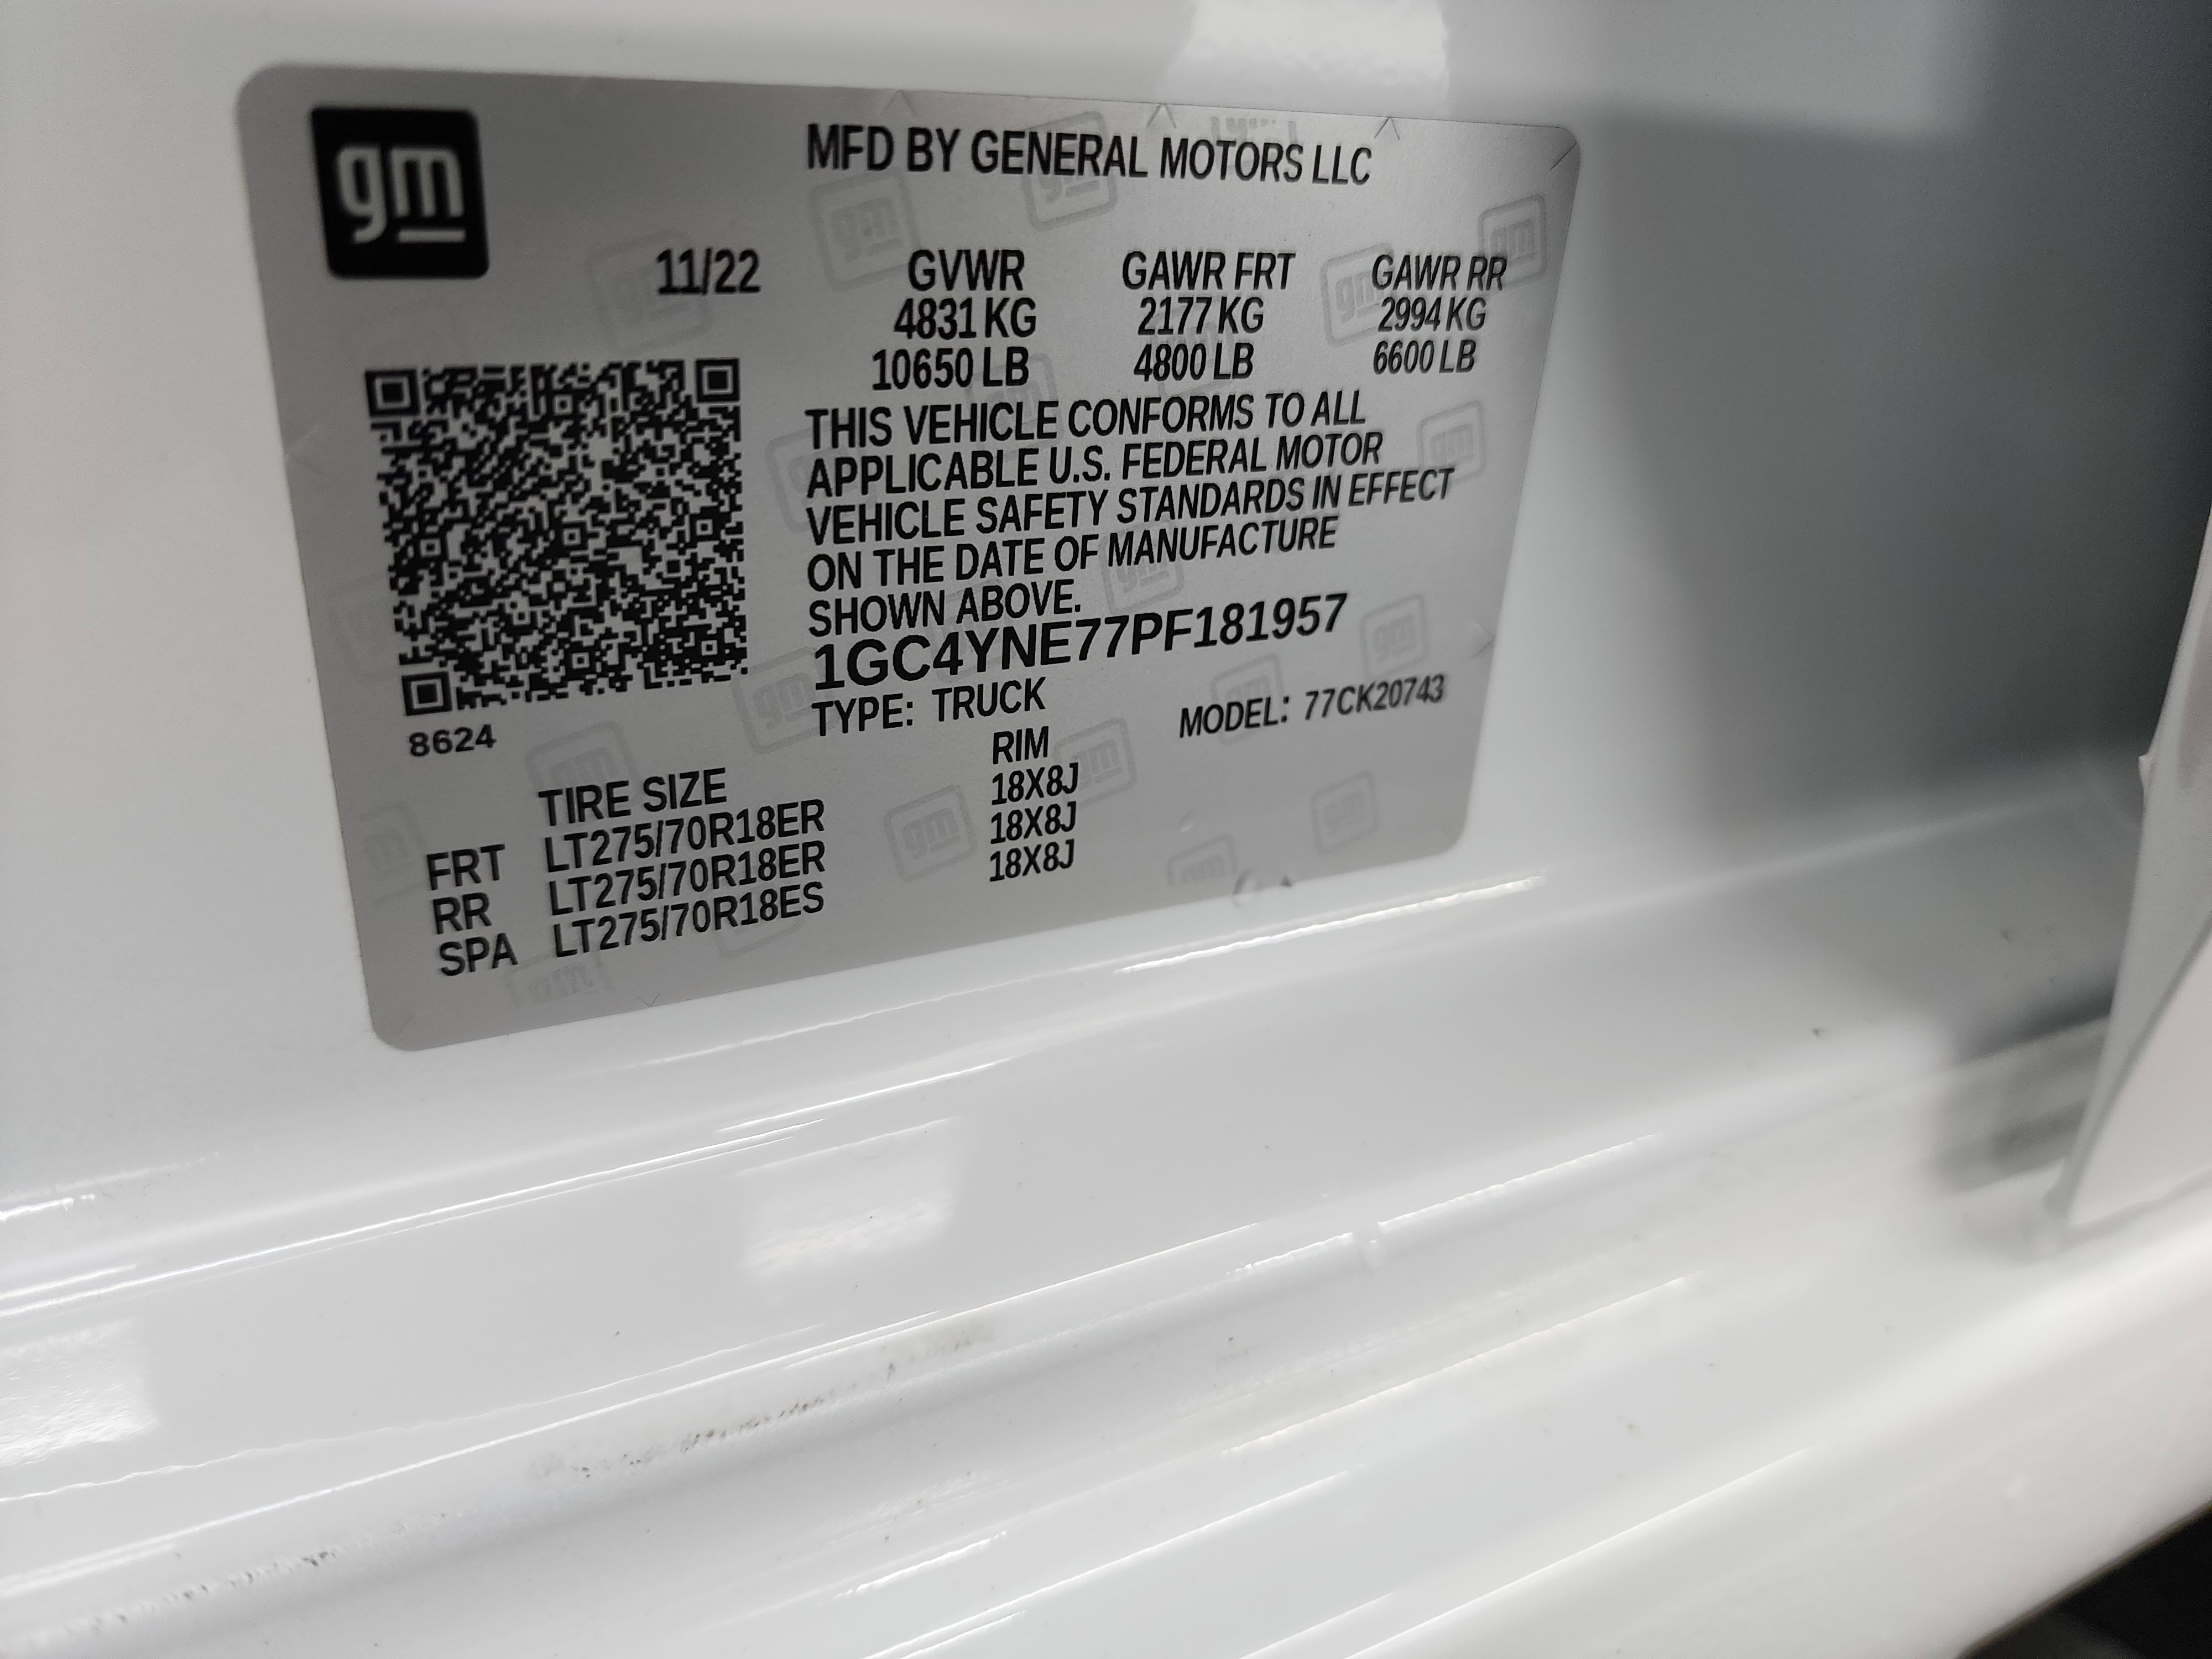 gm
MFD BY GENERAL MOTORS LLC
11/22 GVWR GAWR FRT GAWR RR
4831 KG 2177 KG 2994 KG
10650 LB 4800 LB 6600 LB
THIS VEHICLE CONFORMS TO ALL
APPLICABLE U.S. FEDERAL MOTOR
VEHICLE SAFETY STANDARDS IN EFFECT
ON THE DATE OF MANUFACTURE
SHOWN ABOVE.
1GC4YNE77PF181957
TYPE: TRUCK MODEL: 77CK20743
8624
TIRE SIZE RIM
FRT LT275/70R18ER 18X8J
RR LT275/70R18ER 18X8J
SPA LT275/70R18ES 18X8J